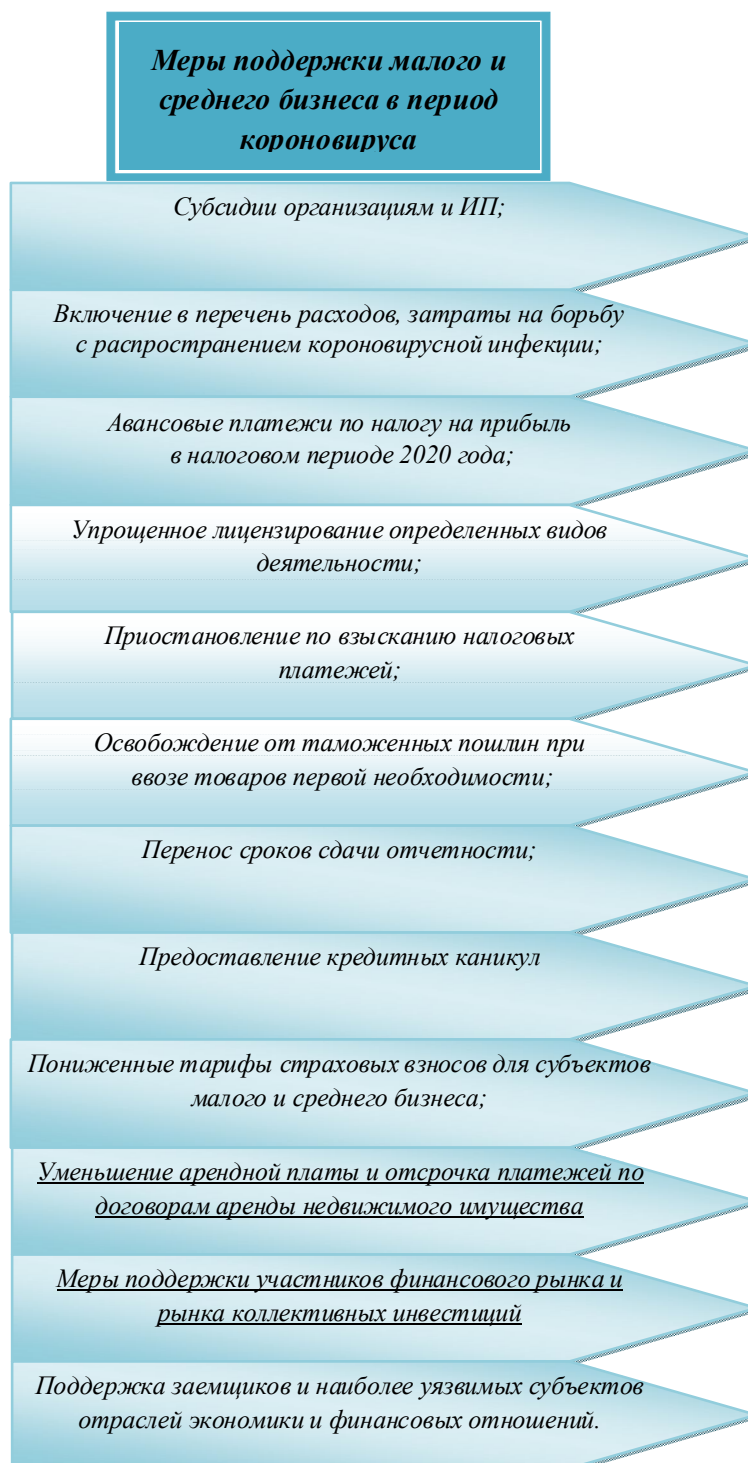 Меры поддержки малого и
среднего бизнеса в период
короновируса
Субсидии организациям и ИП;
Включение в перечень расходов, затраты на борьбу
с распространением короновирусной инфекции;
Авансовые платежи по налогу на прибыль
в налоговом периоде 2020 года;
Упрощенное лицензирование определенных видов
деятельности;
Приостановление по взысканию налоговых
платежей;
Освобождение от таможенных пошлин при
ввозе товаров первой необходимости;
Перенос сроков сдачи отчетности;
Предоставление кредитных каникул
Пониженные тарифы страховых взносов для субъектов
малого и среднего бизнеса;
Уменьшение арендной платы и отсрочка платежей по
договорам аренды недвижимого имущества
Меры поддержки участников финансового рынка и
рынка коллективных инвестиций
Поддержка заемщиков и наиболее уязвимых субъектов
отраслей экономики и финансовых отношений.